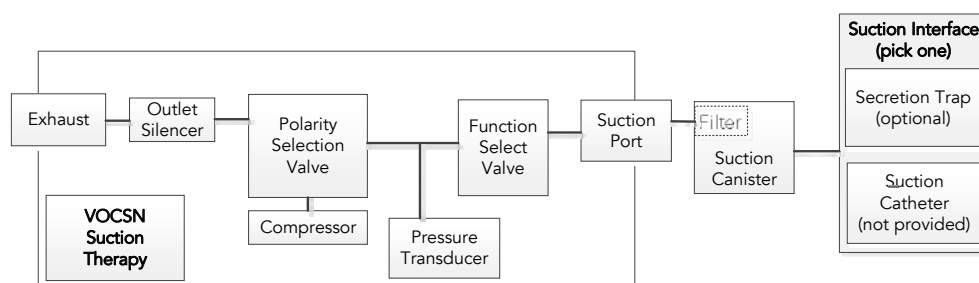 Suction Interface
(pick one)
Secretion Trap
(optional)
Suction
Catheter
(not provided)
Exhaust
Outlet
Silencer
Polarity
Selection
Valve
Compressor
Pressure
Transducer
Function
Select
Valve
Suction
Port
Filter
Suction
Canister
VOCSN
Suction
Therapy